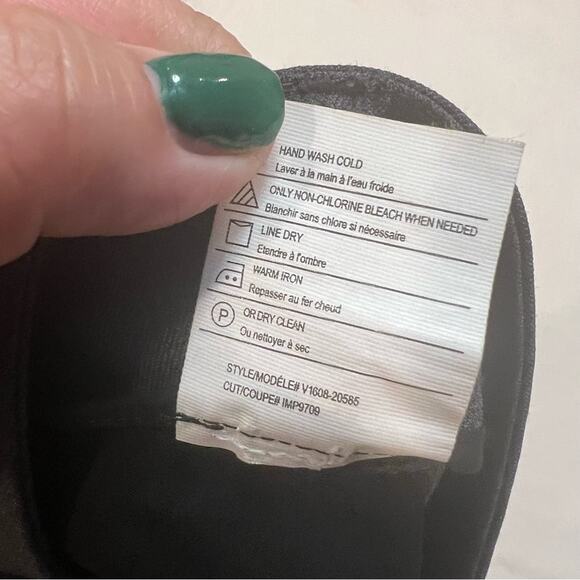 HAND WASH COLD
Laver à la main à l'eau froide
ONLY NON-CHLORINE BLEACH WHEN NEEDED
Blanchir sans chlore si nécessaire
LINE DRY
Etendre à l'ombre
WARM IRON
Repasser au fer cheud
P
OR DRY CLEAN
Ou nettoyer à sec
STYLE/MODÉLE# V1608-20585
CUT/COUPE# IMP9709